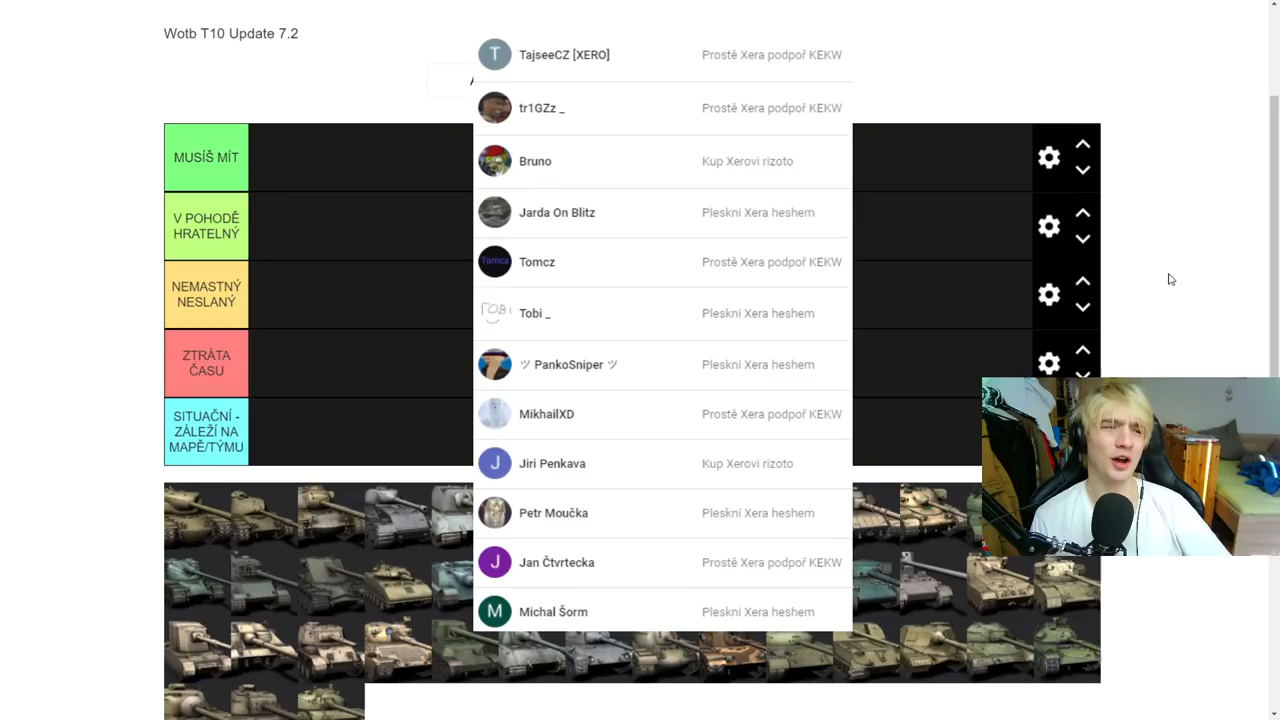 Wotb T10 Update 7.2
T
TajseeCZ [XERO]
Prostě Xera podpoř KEKW
tr1GZz _
Prostě Xera podpoř KEKW
MUSÍŠ MÍT
Bruno
Kup Xerovi rizoto
V POHODĚ
HRATELNÝ
Jarda On Blitz
Pleskni Xera heshem
Tomcz
Tomcz
Prostě Xera podpoř KEKW
NEMASTNÝ
NESLANÝ
TOBi
Tobi _
Pleskni Xera heshem
ZTRÁTA
ČASU
ツ PankoSniper ツ
Pleskni Xera heshem
SITUAČNÍ -
ZÁLEŽÍ NA
MAPĚ/TÝMU
MikhailXD
Prostě Xera podpoř KEKW
J
Jiri Penkava
Kup Xerovi rizoto
Petr Moučka
Pleskni Xera heshem
J
Jan Čtvrtecka
Prostě Xera podpoř KEKW
M
Michal Šorm
Pleskni Xera heshem